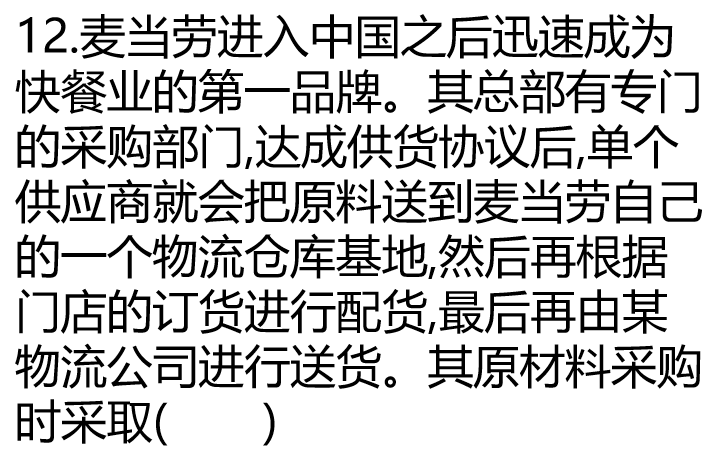 12.麦当劳进入中国之后迅速成为
快餐业的第一品牌。其总部有专门
的采购部门,达成供货协议后,单个
供应商就会把原料送到麦当劳自己
的一个物流仓库基地,然后再根据
门店的订货进行配货,最后再由某
物流公司进行送货。其原材料采购
时采取(　　)